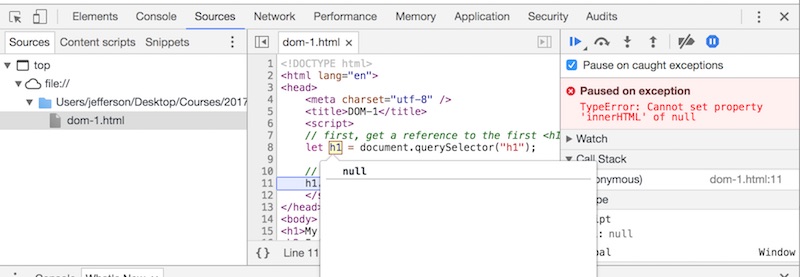 Elements Console Sources Network Performance Memory Application Security Audits
Sources Content scripts Snippets
top
file://
Users/jefferson/Desktop/Courses/2017
dom-1.html
dom-1.html ×
1 <!DOCTYPE html>
2 <html lang="en">
3 <head>
4 <meta charset="utf-8" />
5 <title>DOM-1</title>
6 <script>
7 // first, get a reference to the first <h1
8 let h1 = document.querySelector("h1");
9
10 //
11 h1.
12 </s
13 </head>
14 <body>
15 <h1>My
null
{} Line 11
Pause on caught exceptions
Paused on exception
TypeError: Cannot set property
'innerHTML' of null
Watch
Call Stack
onymous) dom-1.html:11
ope
ript
: null
bal Window
Console What's New ×